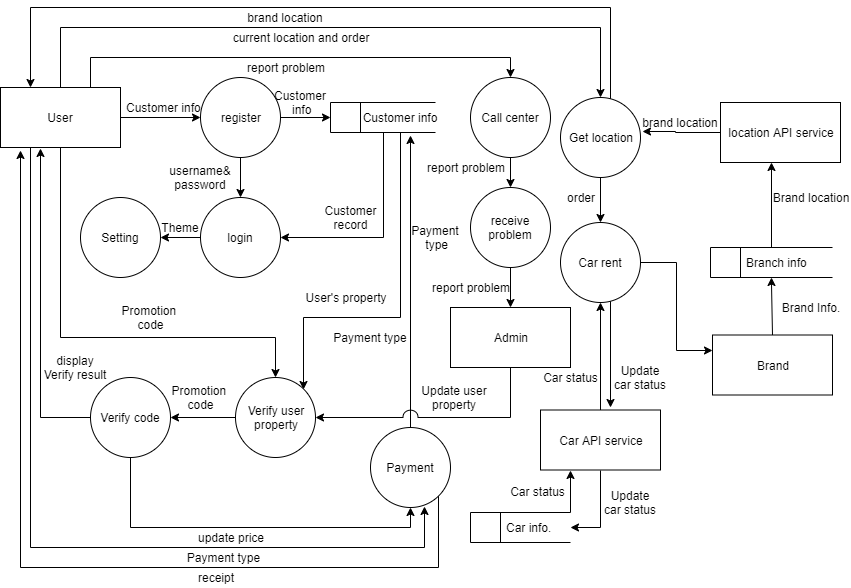 brand location
current location and order
report problem
User
Customer info
register
Customer
info
Customer info
Call center
Get location
brand location
location API service
username&
password
report problem
order
Brand location
Setting
Theme
login
Customer
record
Payment
type
receive
problem
Car rent
Branch info
report problem
User's property
Brand Info.
Promotion
code
Payment type
Admin
display
Verify result
Car status
Update
car status
Brand
Promotion
code
Update user
property
Verify code
Verify user
property
Car API service
Payment
Car status
Update
car status
Car info.
update price
Payment type
receipt